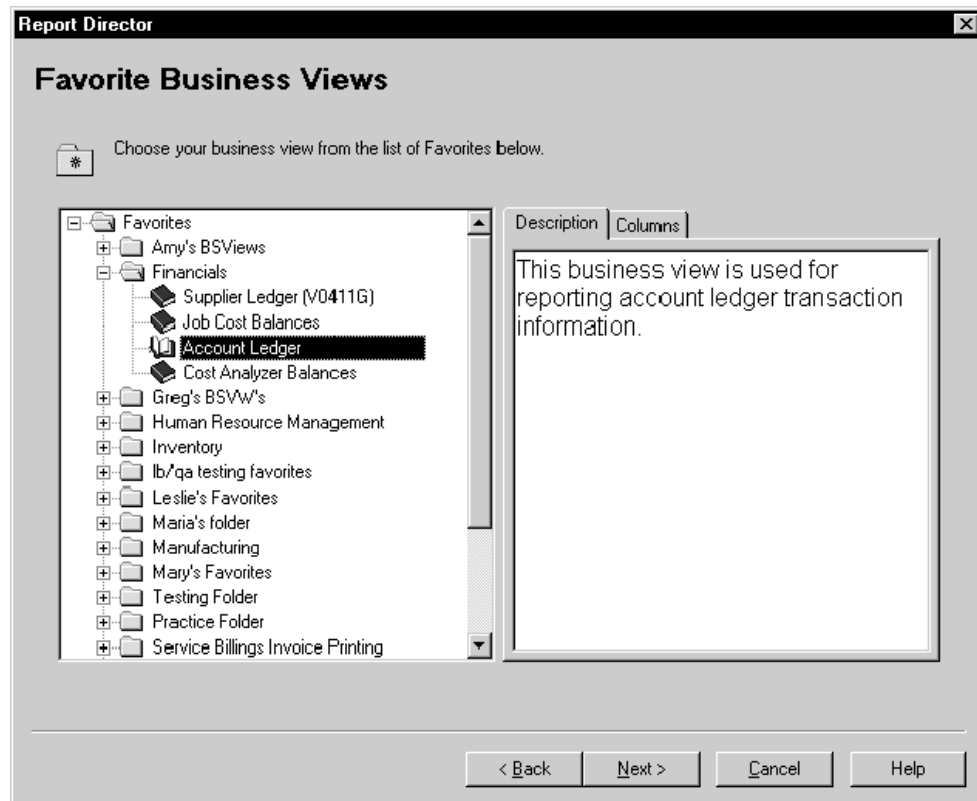 Report Director
Favorite Business Views
Choose your business view from the list of Favorites below.
Favorites
Amy's BSViews
Financials
Supplier Ledger (V0411G)
Job Cost Balances
Account Ledger
Cost Analyzer Balances
Greg's BSVW's
Human Resource Management
Inventory
lb/qa testing favorites
Leslie's Favorites
Maria's folder
Manufacturing
Mary's Favorites
Testing Folder
Practice Folder
Service Billings Invoice Printing
Description Columns
This business view is used for
reporting account ledger transaction
information.
< Back Next > Cancel Help